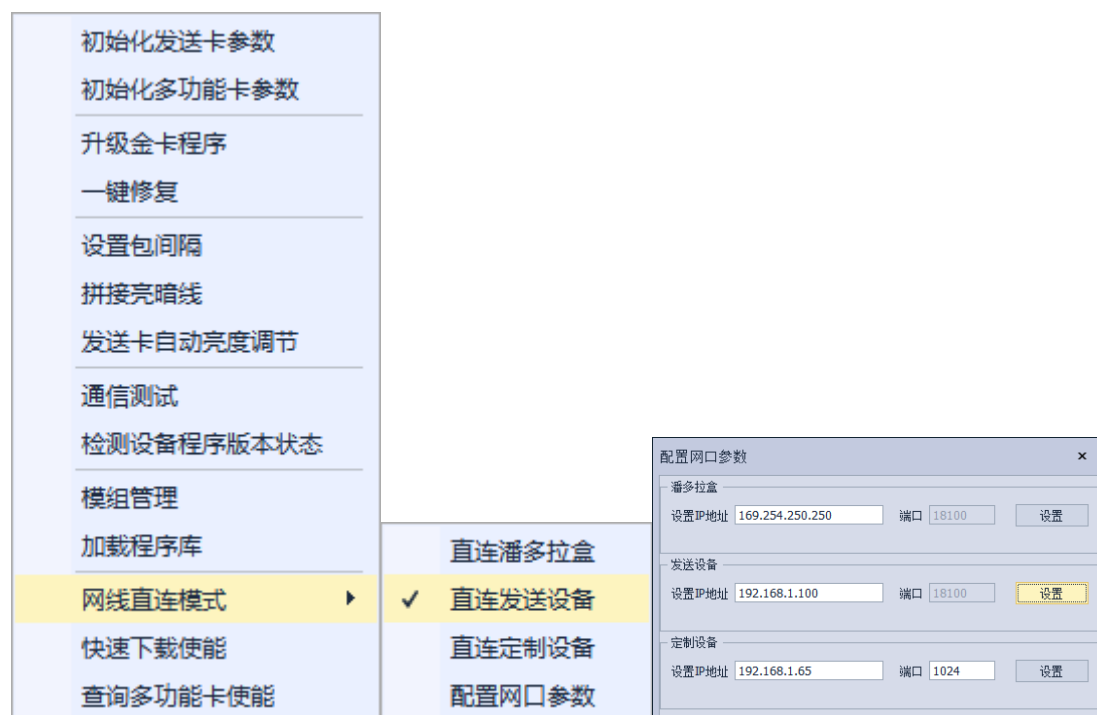 初始化发送卡参数
初始化多功能卡参数
升级金卡程序
一键修复
设置包间隔
拼接亮暗线
发送卡自动亮度调节
通信测试
检测设备程序版本状态
模组管理
加载程序库
网线直连模式
快速下载使能
查询多功能卡使能
直连潘多拉盒
直连发送设备
直连定制设备
配置网口参数
配置网口参数
潘多拉盒
设置IP地址 169.254.250.250 端口 18100 设置
发送设备
设置IP地址 192.168.1.100 端口 18100 设置
定制设备
设置IP地址 192.168.1.65 端口 1024 设置